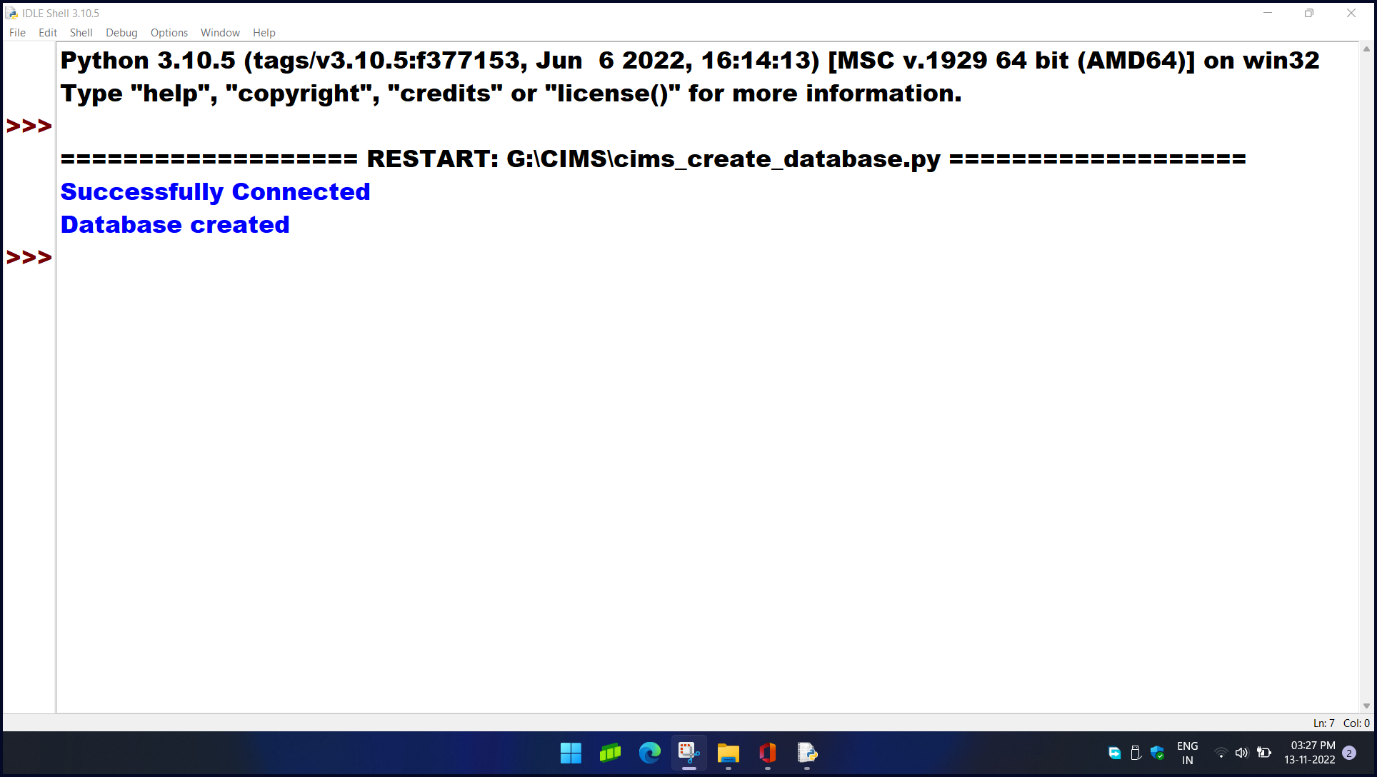 IDLE Shell 3.10.5
File Edit Shell Debug Options Window Help
Python 3.10.5 (tags/v3.10.5:f377153, Jun  6 2022, 16:14:13) [MSC v.1929 64 bit (AMD64)] on win32
Type "help", "copyright", "credits" or "license()" for more information.
>>>
=================== RESTART: G:\CIMS\cims_create_database.py ===================
Successfully Connected
Database created
>>>
Ln: 7 Col: 0
ENG
IN
03:27 PM
13-11-2022
2